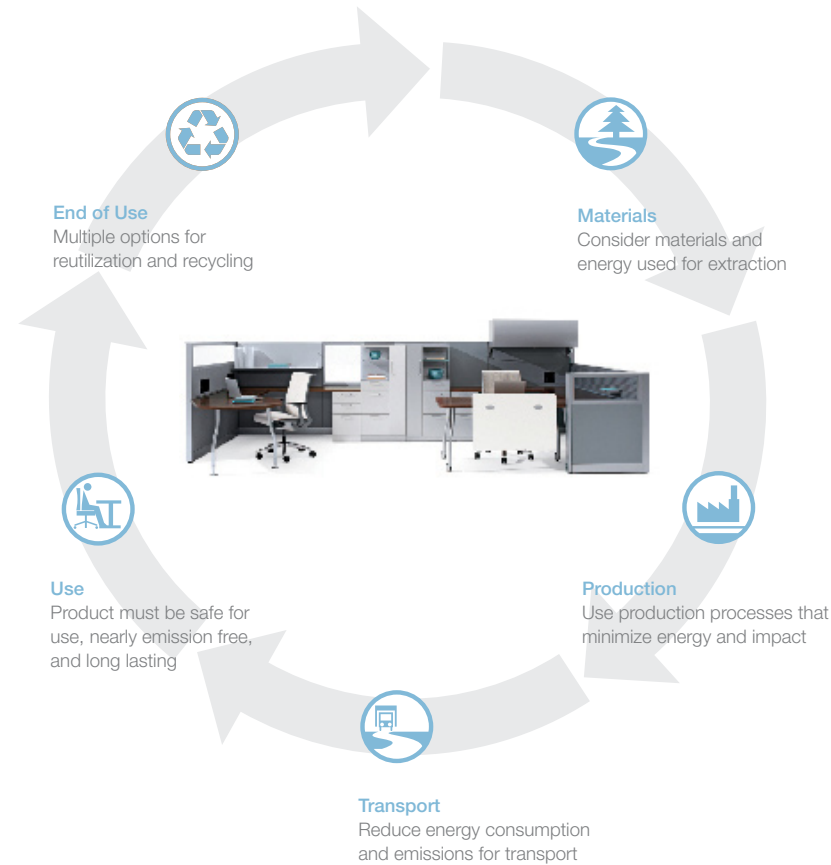 End of Use
Multiple options for
reutilization and recycling
Materials
Consider materials and
energy used for extraction
Use
Product must be safe for
use, nearly emission free,
and long lasting
Production
Use production processes that
minimize energy and impact
Transport
Reduce energy consumption
and emissions for transport